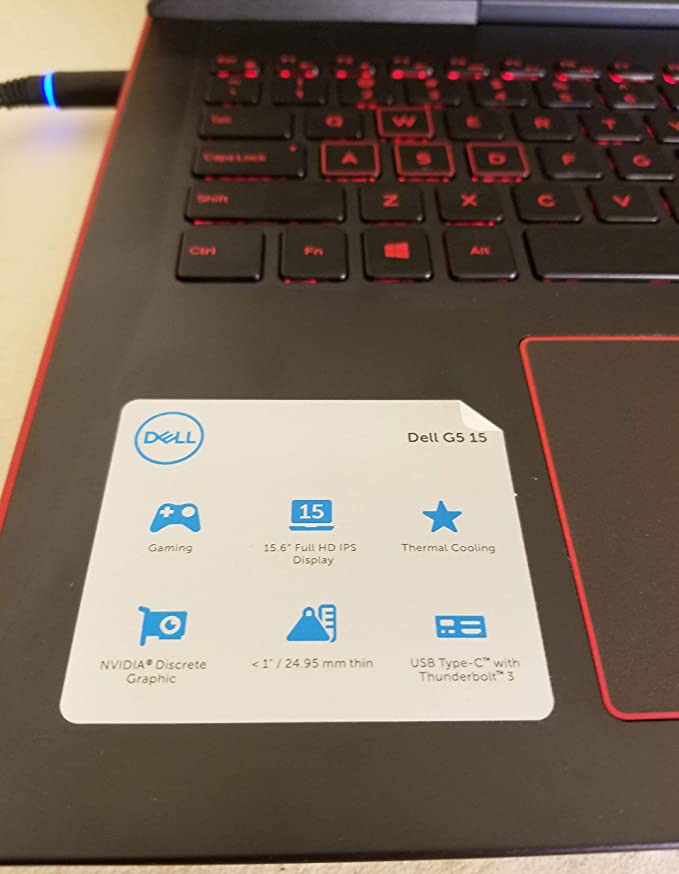 Tab Q W E R T
Caps Lock A S D F G
Shift Z X C V
Ctrl Fn Alt
DELL
Dell G5 15
15
Gaming
15.6" Full HD IPS
Display
Thermal Cooling
NVIDIA® Discrete
Graphic
< 1" / 24.95 mm thin
USB Type-C™ with
Thunderbolt™ 3